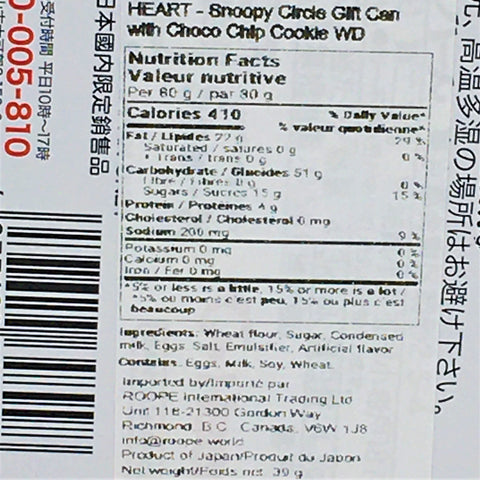 HEART - Snoopy Circle Gift Can
with Choco Chip Cookie WD
Nutrition Facts
Valeur nutritive
Per 80 g / par 80 g
Calories 410
% Daily Value*
% valeur quotidienne*
Fat / Lipides 22 g 29 %
Saturated / saturés 0 g
+ Trans / trans 0 g 0 %
Carbohydrate / Glucides 51 g
Fibre / Fibres 0 g 0 %
Sugars / Sucres 15 g 15 %
Protein / Protéines 4 g
Cholesterol / Cholestérol 0 mg
Sodium 200 mg 9 %
Potassium 0 mg 0 %
Calcium 0 mg 0 %
Iron / Fer 0 mg 0 %
*5% or less is a little, 15% or more is a lot /
*5% ou moins c'est peu, 15% ou plus c'est
beaucoup
Ingredients: Wheat flour, Sugar, Condensed
milk, Eggs, Salt, Emulsifier, Artificial flavor
Contains: Eggs, Milk, Soy, Wheat.
Imported by/Importé par
ROOPE International Trading Ltd
Unit 118-21300 Gordon Way
Richmond B.C. Canada, V6W 1J8
info@roope.world
Product of Japan/Produit du Japon
Net weight/Poids net: 39 g
日本國内限定銷售品
受付時間 平日10時~17時
0-005-810
高温多湿の場所はお避け下さい。